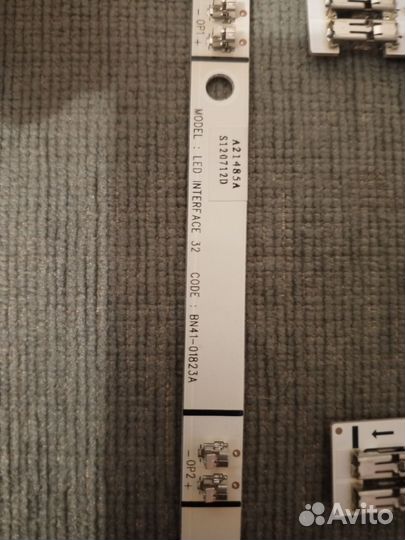 - OP1 +
A21485A
S120712D
MODEL : LED INTERFACE 32 CODE : BN41-01823A
- OP2 +
Avito